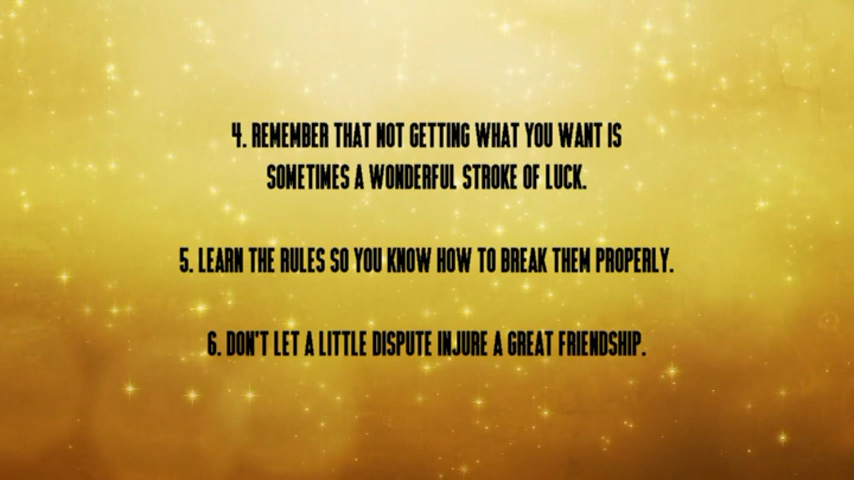 4. REMEMBER THAT NOT GETTING WHAT YOU WANT IS
SOMETIMES A WONDERFUL STROKE OF LUCK.
5. LEARN THE RULES SO YOU KNOW HOW TO BREAK THEM PROPERLY.
6. DON'T LET A LITTLE DISPUTE INJURE A GREAT FRIENDSHIP.